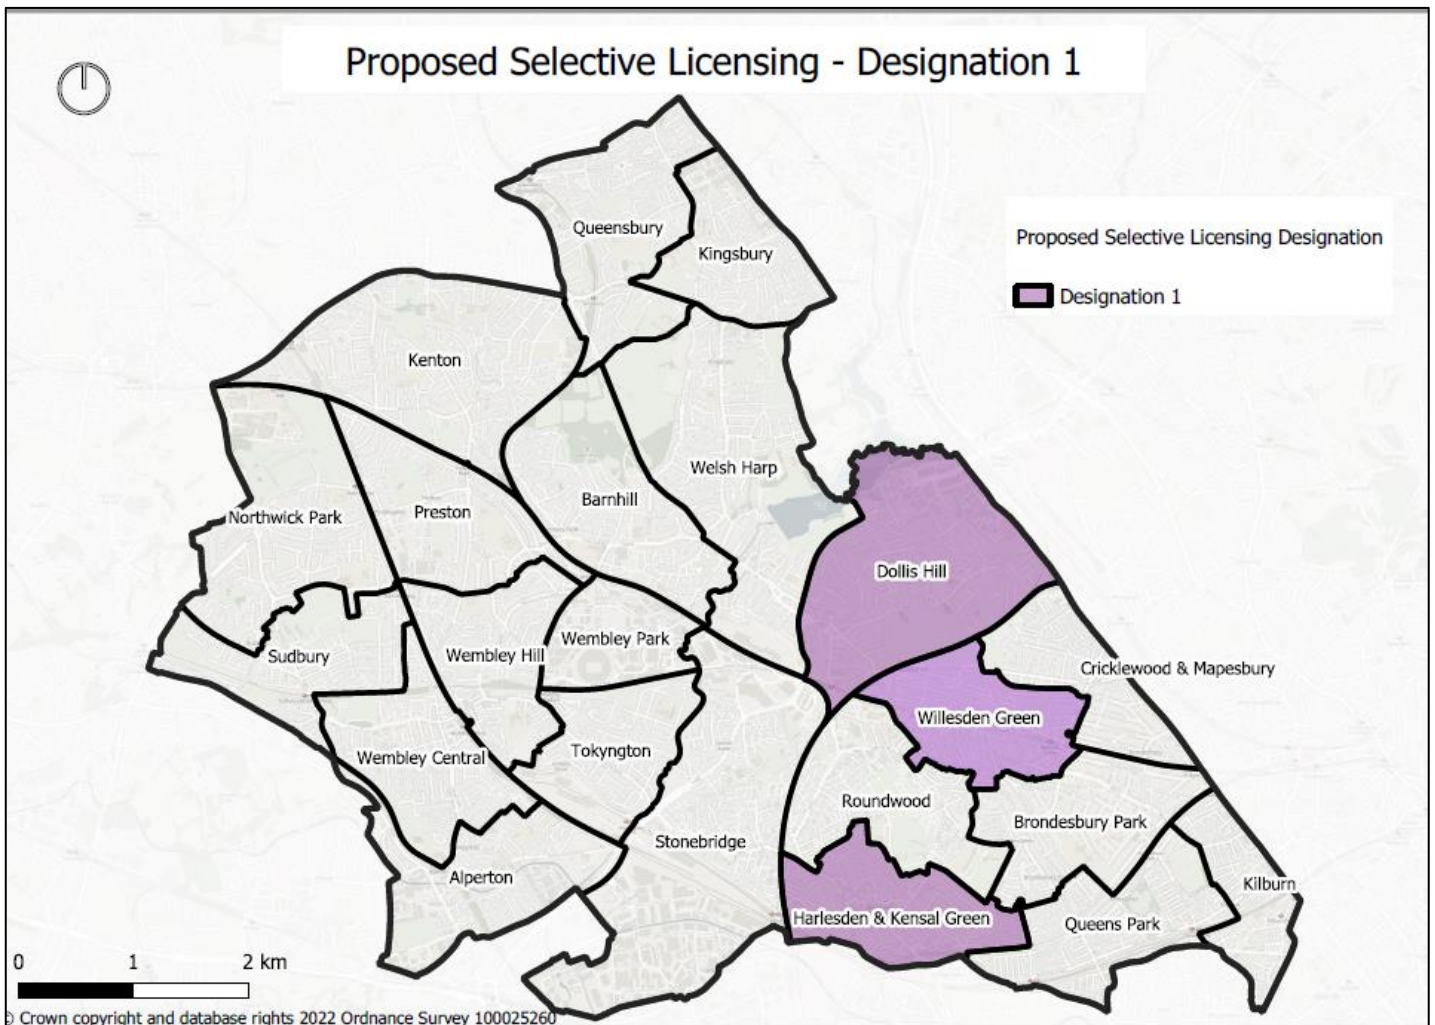 Proposed Selective Licensing - Designation 1
Queensbury
Kingsbury
Proposed Selective Licensing Designation
Designation 1
Kenton
Welsh Harp
Barnhill
Preston
Northwick Park
Dollis Hill
Wembley Park
Wembley Hill
Sudbury
Cricklewood & Mapesbury
Willesden Green
Tokyngton
Wembley Central
Roundwood
Brondesbury Park
Stonebridge
Alperton
Kilburn
Harlesden & Kensal Green
Queens Park
0 1 2 km
© Crown copyright and database rights 2022 Ordnance Survey 100025260